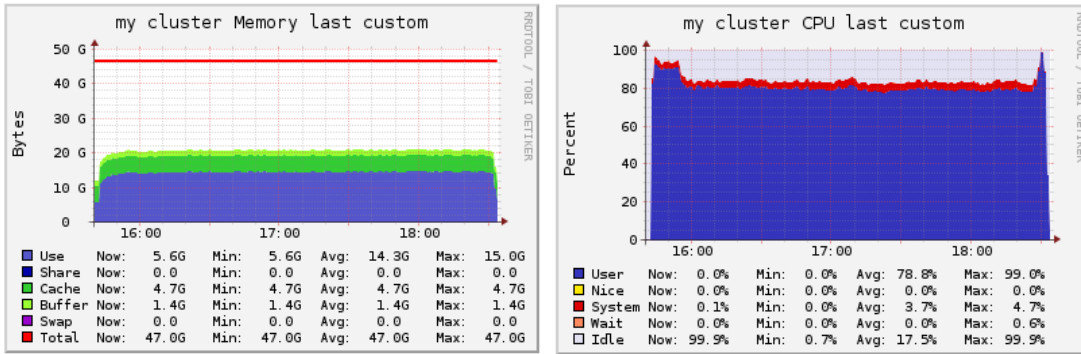 my cluster Memory last custom
RRDTOOL / TOBI OETIKER
Bytes
50 G
40 G
30 G
20 G
10 G
0
16:00 17:00 18:00
Use Now: 5.6G Min: 5.6G Avg: 14.3G Max: 15.0G
Share Now: 0.0 Min: 0.0 Avg: 0.0 Max: 0.0
Cache Now: 4.7G Min: 4.7G Avg: 4.7G Max: 4.7G
Buffer Now: 1.4G Min: 1.4G Avg: 1.4G Max: 1.4G
Swap Now: 0.0 Min: 0.0 Avg: 0.0 Max: 0.0
Total Now: 47.0G Min: 47.0G Avg: 47.0G Max: 47.0G
my cluster CPU last custom
RRDTOOL / TOBI OETIKER
Percent
100
80
60
40
20
0
16:00 17:00 18:00
User Now: 0.0% Min: 0.0% Avg: 78.8% Max: 99.0%
Nice Now: 0.0% Min: 0.0% Avg: 0.0% Max: 0.0%
System Now: 0.1% Min: 0.0% Avg: 3.7% Max: 4.7%
Wait Now: 0.0% Min: 0.0% Avg: 0.0% Max: 0.6%
Idle Now: 99.9% Min: 0.7% Avg: 17.5% Max: 99.9%